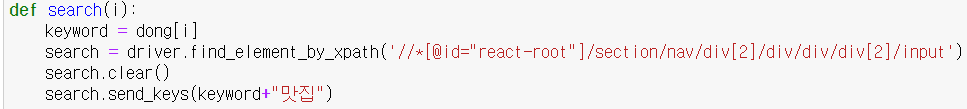 def search(i):
    keyword = dong[i]
    search = driver.find_element_by_xpath('//*[@id="react-root"]/section/nav/div[2]/div/div/div[2]/input')
    search.clear()
    search.send_keys(keyword+"맛집")